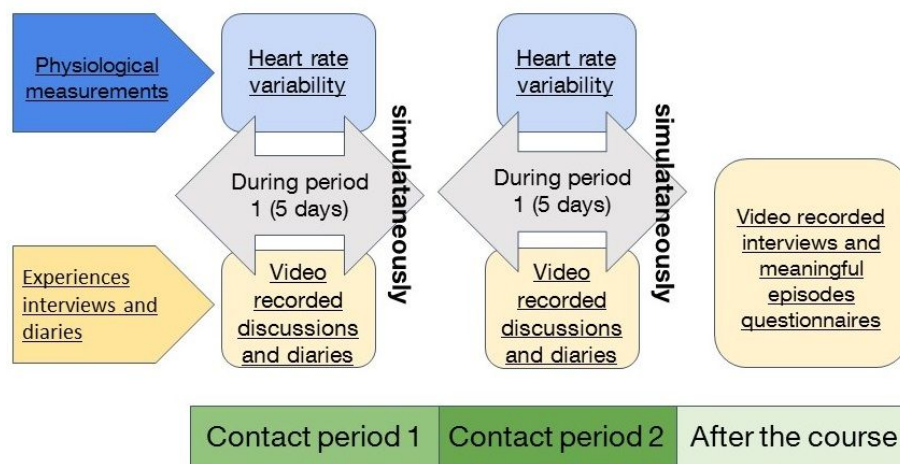 Physiological
measurements
Heart rate
variability
Heart rate
variability
simulataneously
simulataneously
During period
1 (5 days)
During period
1 (5 days)
Experiences
interviews and
diaries
Video
recorded
discussions
and diaries
Video
recorded
discussions
and diaries
Video recorded
interviews and
meaningful
episodes
questionnaires
Contact period 1
Contact period 2
After the course